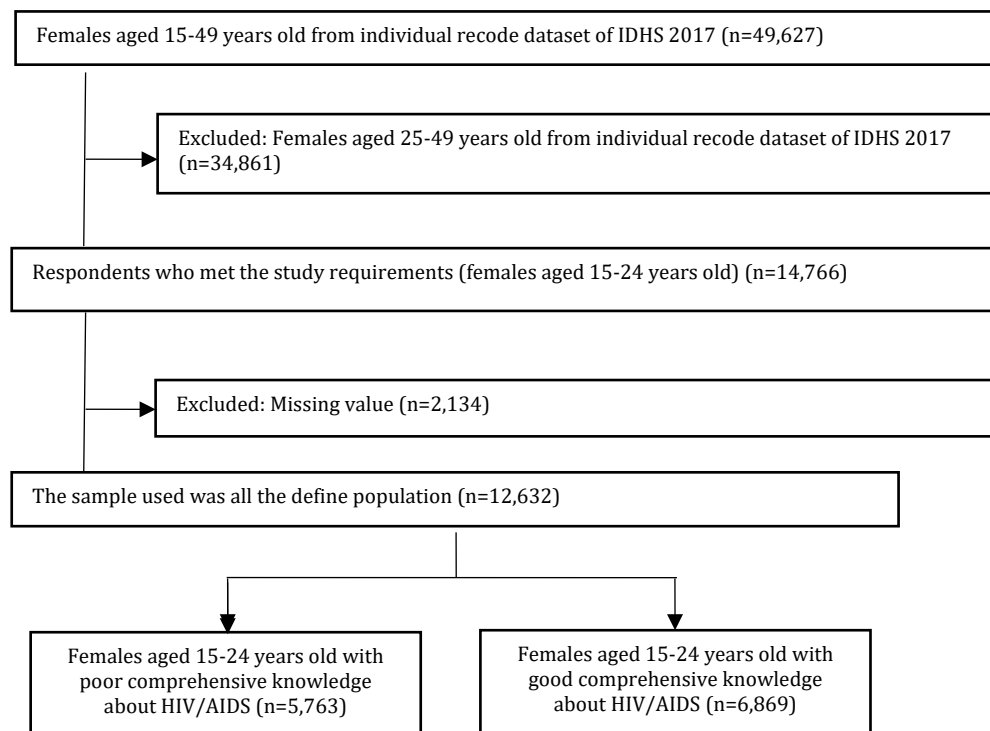 Females aged 15-49 years old from individual recode dataset of IDHS 2017 (n=49,627)
Excluded: Females aged 25-49 years old from individual recode dataset of IDHS 2017
(n=34,861)
Respondents who met the study requirements (females aged 15-24 years old) (n=14,766)
Excluded: Missing value (n=2,134)
The sample used was all the define population (n=12,632)
Females aged 15-24 years old with
poor comprehensive knowledge
about HIV/AIDS (n=5,763)
Females aged 15-24 years old with
good comprehensive knowledge
about HIV/AIDS (n=6,869)